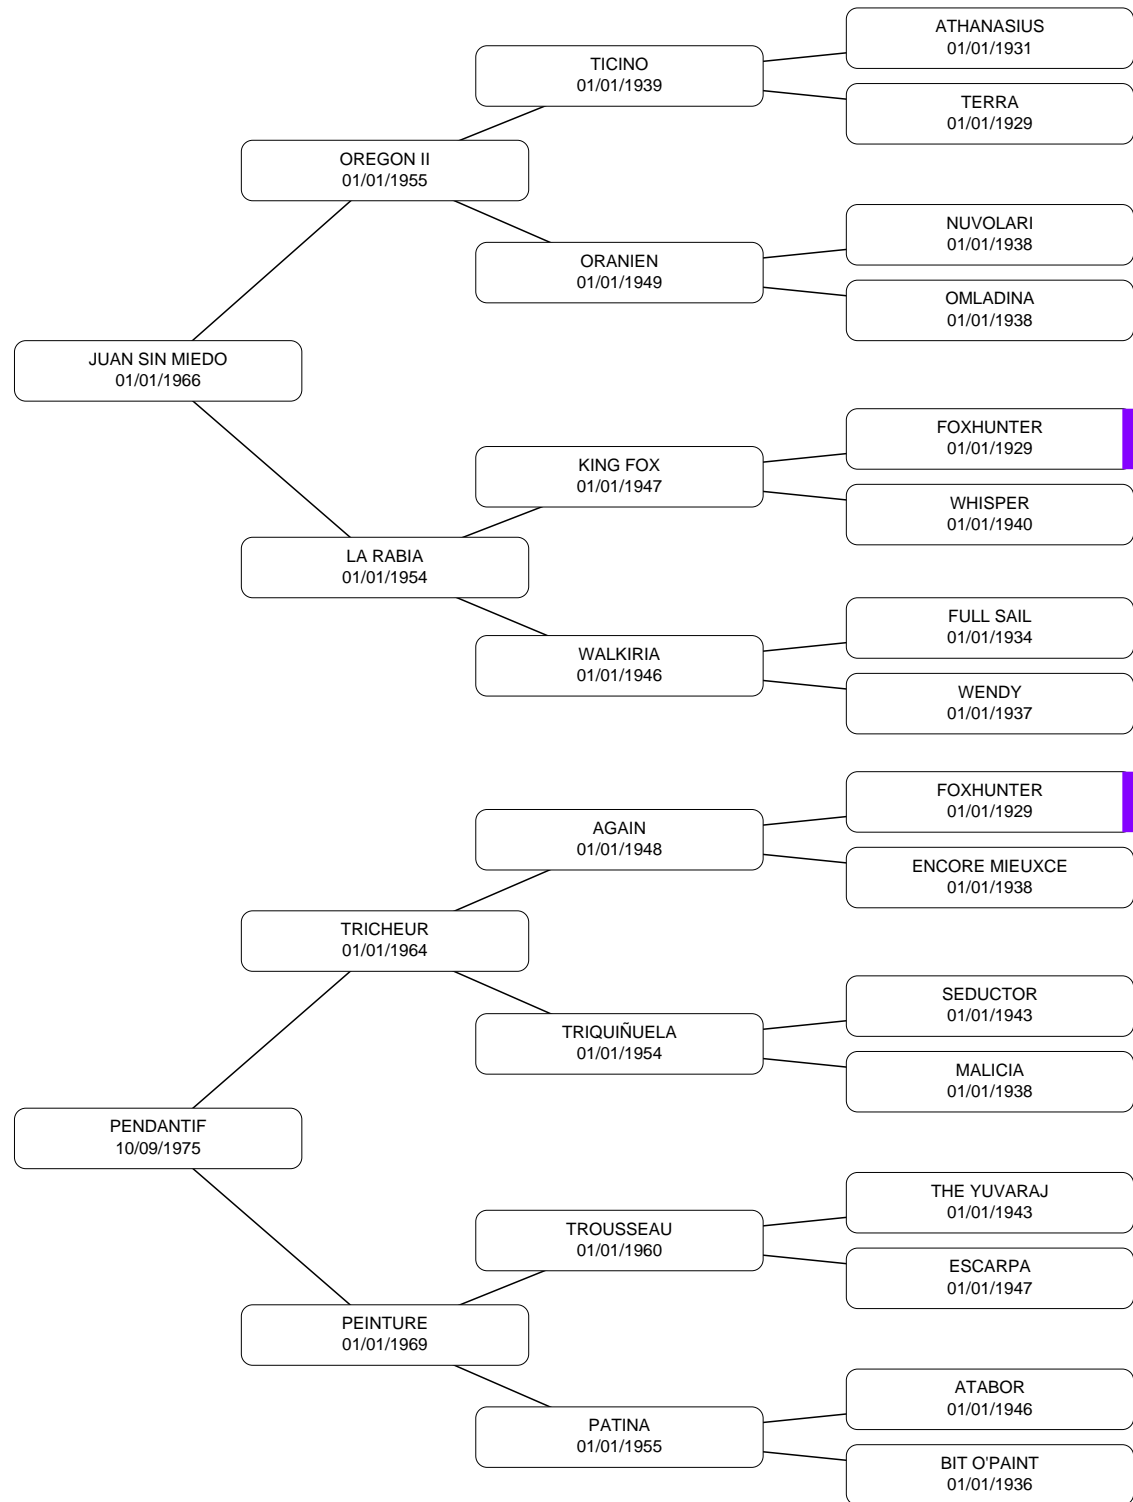 ATHANASIUS
01/01/1931
TICINO
01/01/1939
TERRA
01/01/1929
OREGON II
01/01/1955
NUVOLARI
01/01/1938
ORANIEN
01/01/1949
OMLADINA
01/01/1938
JUAN SIN MIEDO
01/01/1966
FOXHUNTER
01/01/1929
KING FOX
01/01/1947
WHISPER
01/01/1940
LA RABIA
01/01/1954
FULL SAIL
01/01/1934
WALKIRIA
01/01/1946
WENDY
01/01/1937
FOXHUNTER
01/01/1929
AGAIN
01/01/1948
ENCORE MIEUXCE
01/01/1938
TRICHEUR
01/01/1964
SEDUCTOR
01/01/1943
TRIQUIÑUELA
01/01/1954
MALICIA
01/01/1938
PENDANTIF
10/09/1975
THE YUVARAJ
01/01/1943
TROUSSEAU
01/01/1960
ESCARPA
01/01/1947
PEINTURE
01/01/1969
ATABOR
01/01/1946
PATINA
01/01/1955
BIT O'PAINT
01/01/1936